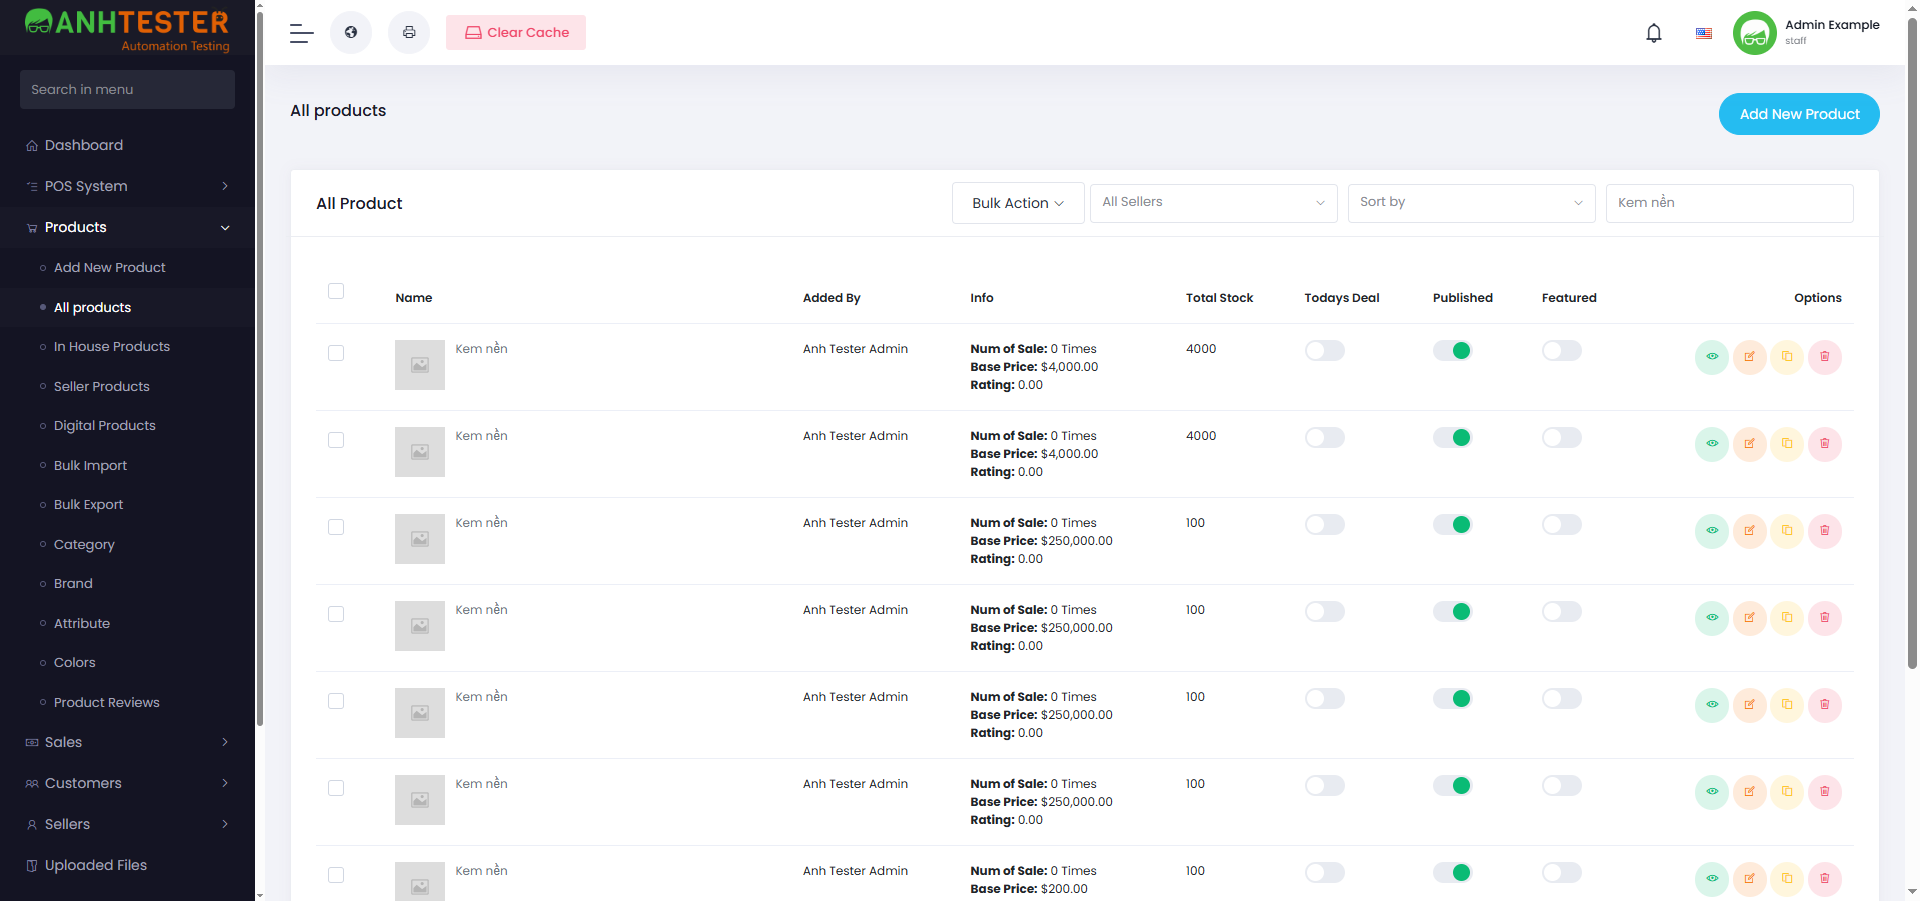 ANHTESTER
Automation Testing
Search in menu
Dashboard
POS System
Products
Add New Product
All products
In House Products
Seller Products
Digital Products
Bulk Import
Bulk Export
Category
Brand
Attribute
Colors
Product Reviews
Sales
Customers
Sellers
Uploaded Files
Clear Cache
Admin Example
staff
All products
Add New Product
All Product
Bulk Action
All Sellers
Sort by
Kem nền
Name Added By Info Total Stock Todays Deal Published Featured Options
Kem nền Anh Tester Admin Num of Sale: 0 Times 4000
Base Price: $4,000.00
Rating: 0.00
Kem nền Anh Tester Admin Num of Sale: 0 Times 4000
Base Price: $4,000.00
Rating: 0.00
Kem nền Anh Tester Admin Num of Sale: 0 Times 100
Base Price: $250,000.00
Rating: 0.00
Kem nền Anh Tester Admin Num of Sale: 0 Times 100
Base Price: $250,000.00
Rating: 0.00
Kem nền Anh Tester Admin Num of Sale: 0 Times 100
Base Price: $250,000.00
Rating: 0.00
Kem nền Anh Tester Admin Num of Sale: 0 Times 100
Base Price: $250,000.00
Rating: 0.00
Kem nền Anh Tester Admin Num of Sale: 0 Times 100
Base Price: $200.00